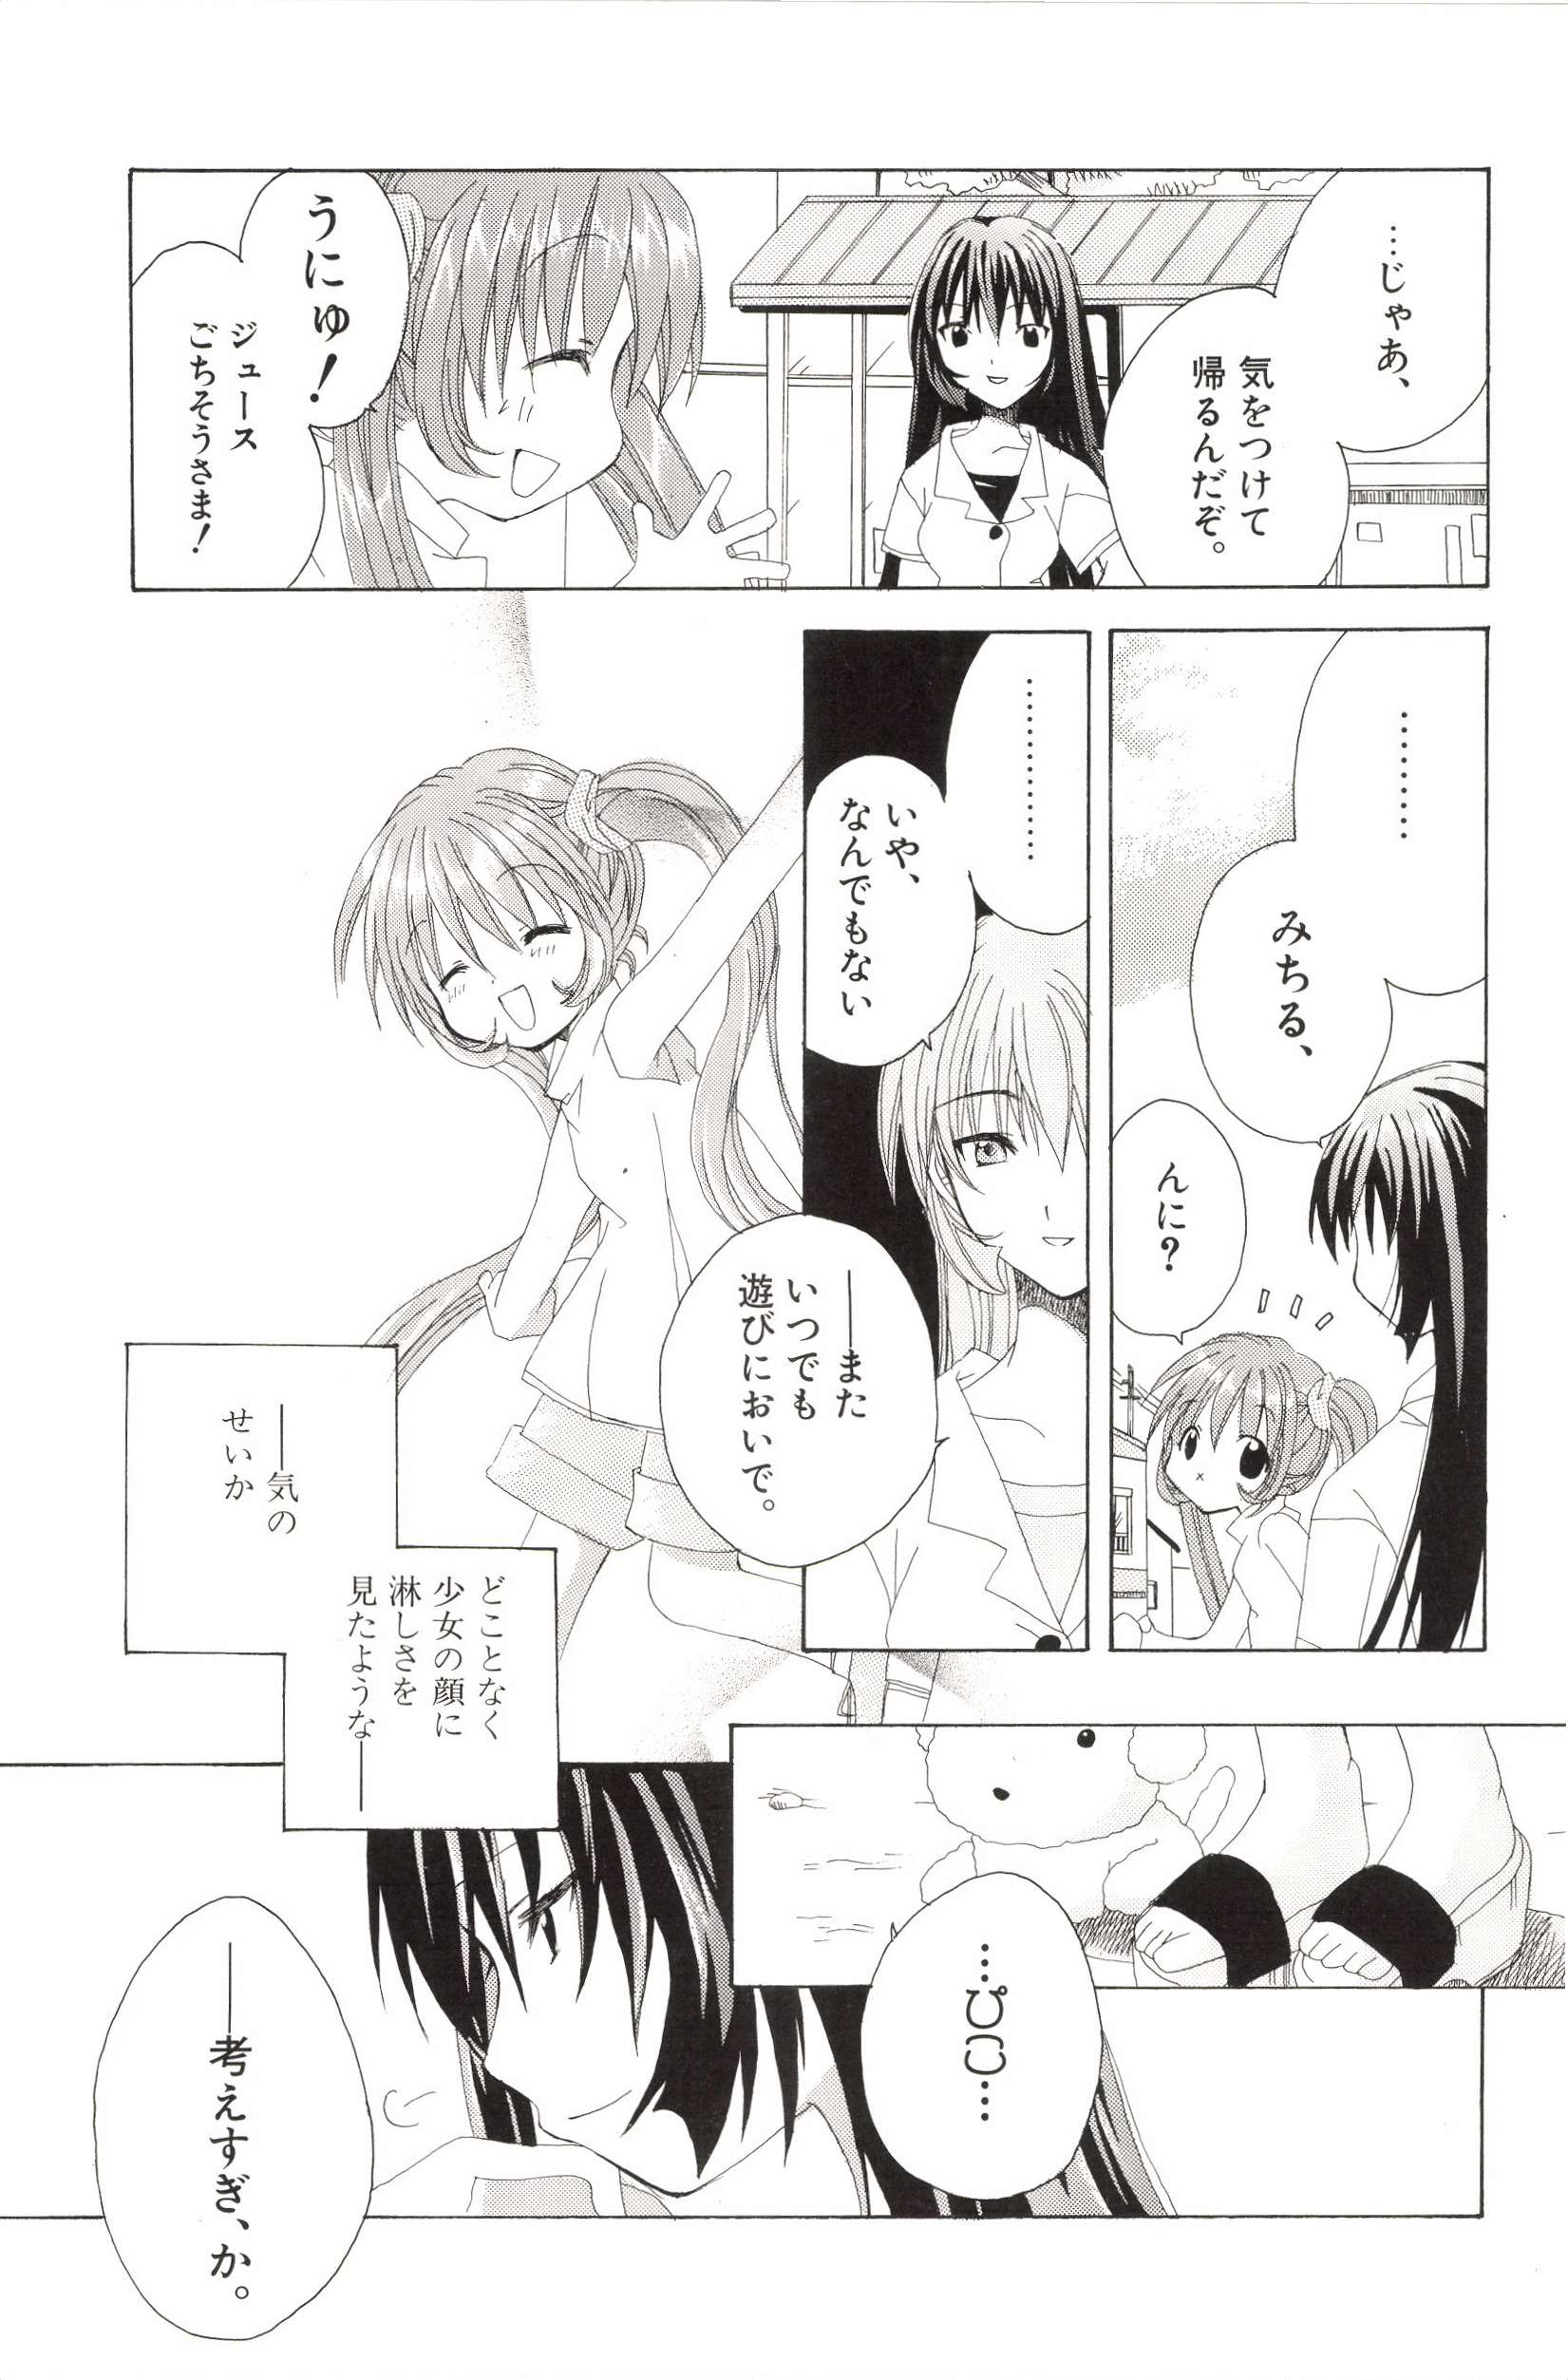 …じゃあ、
気をつけて
帰るんだぞ。
うにゅ！
ジュース
ごちそうさま！
………
みちる、
んに？
…………
いや、
なんでもない
――また
いつでも
遊びにおいで。
――気の
せいか
どことなく
少女の顔に
淋しさを
見たような――
…ぴこ…
――考えすぎ、か。